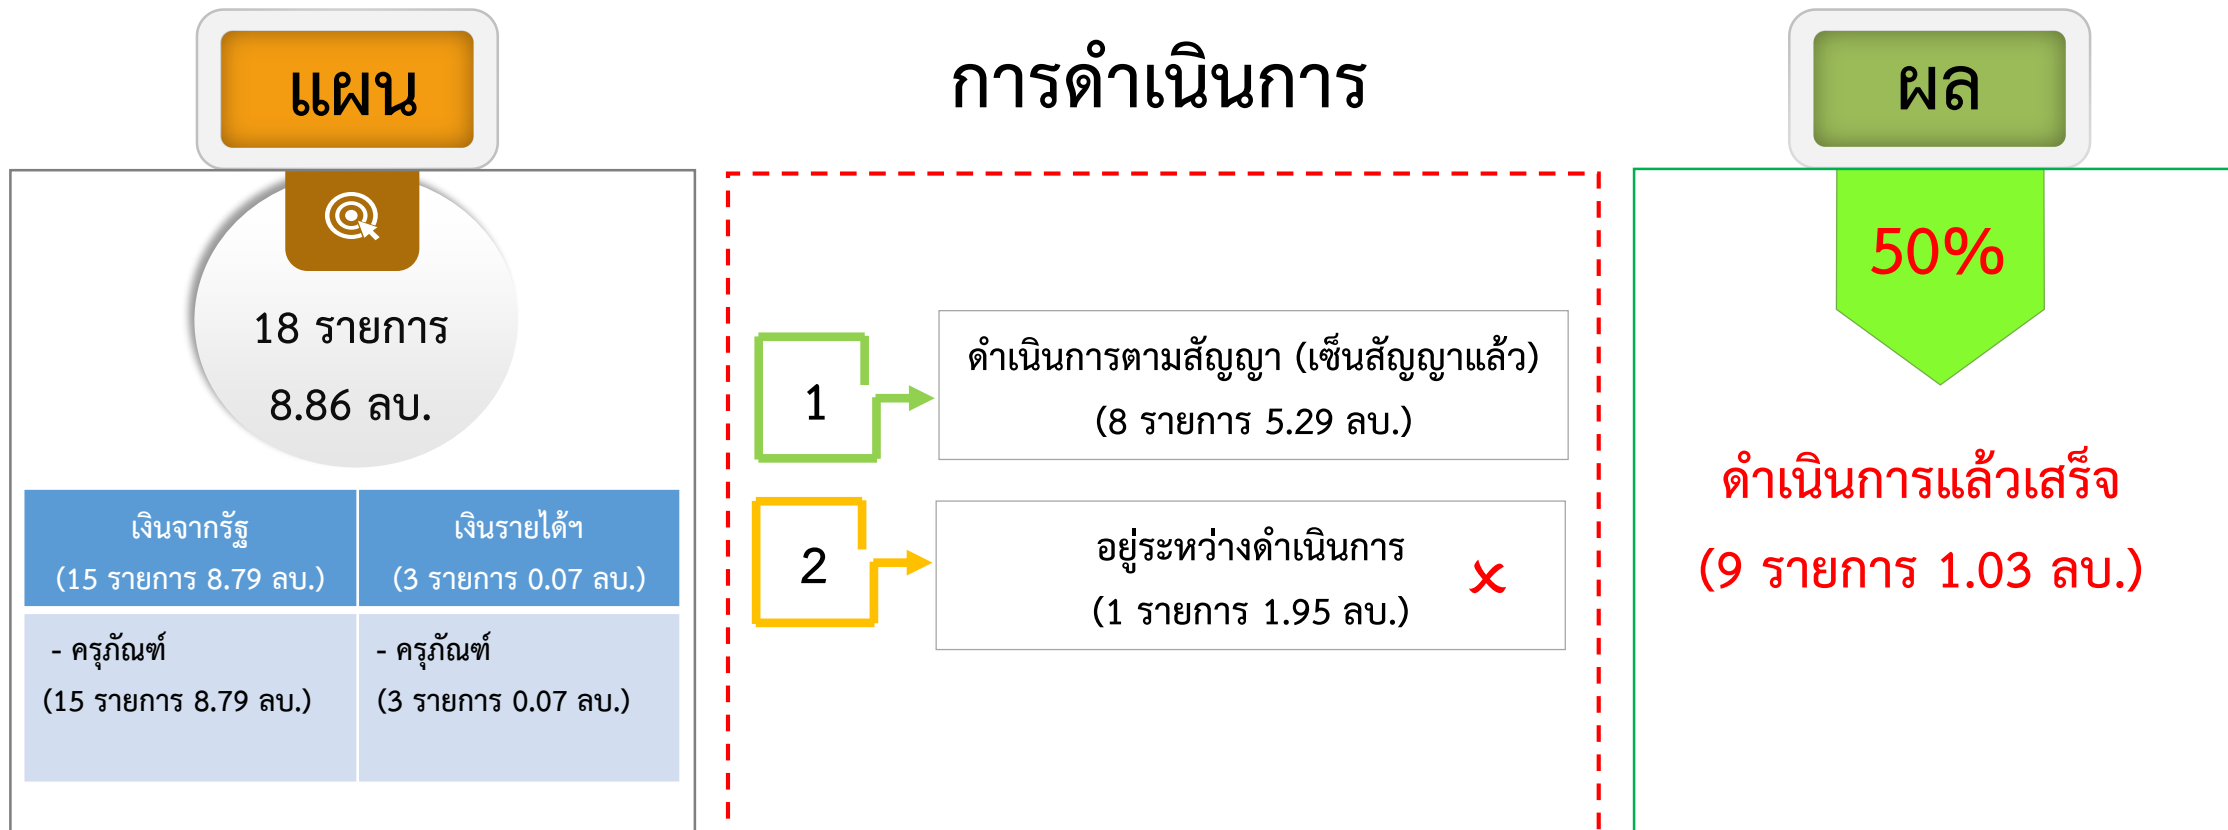 แผน
18 รายการ
8.86 ลบ.
เงินจากรัฐ
(15 รายการ 8.79 ลบ.)
เงินรายได้ฯ
(3 รายการ 0.07 ลบ.)
- ครุภัณฑ์
(15 รายการ 8.79 ลบ.)
- ครุภัณฑ์
(3 รายการ 0.07 ลบ.)
การดำเนินการ
1
ดำเนินการตามสัญญา (เซ็นสัญญาแล้ว)
(8 รายการ 5.29 ลบ.)
2
อยู่ระหว่างดำเนินการ
(1 รายการ 1.95 ลบ.)
ผล
50%
ดำเนินการแล้วเสร็จ
(9 รายการ 1.03 ลบ.)